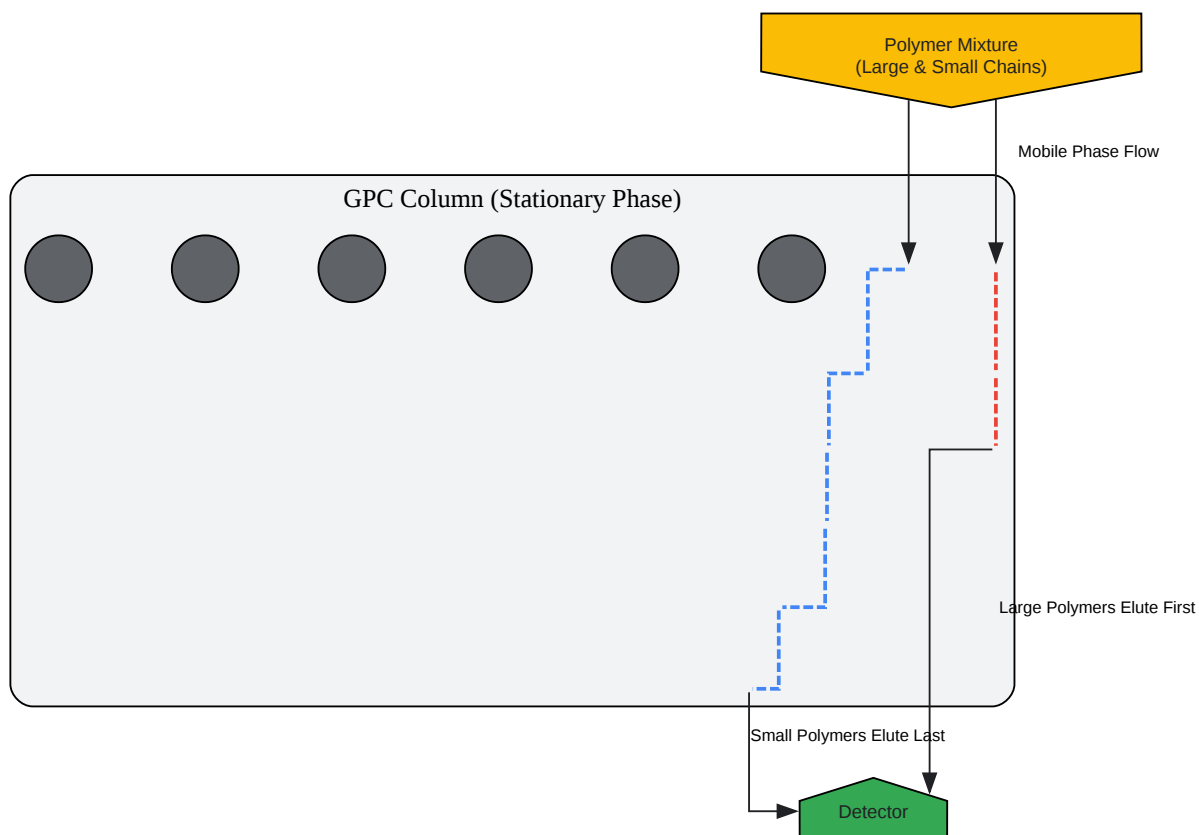 Polymer Mixture
(Large & Small Chains)
Mobile Phase Flow
GPC Column (Stationary Phase)
Large Polymers Elute First
Small Polymers Elute Last
Detector